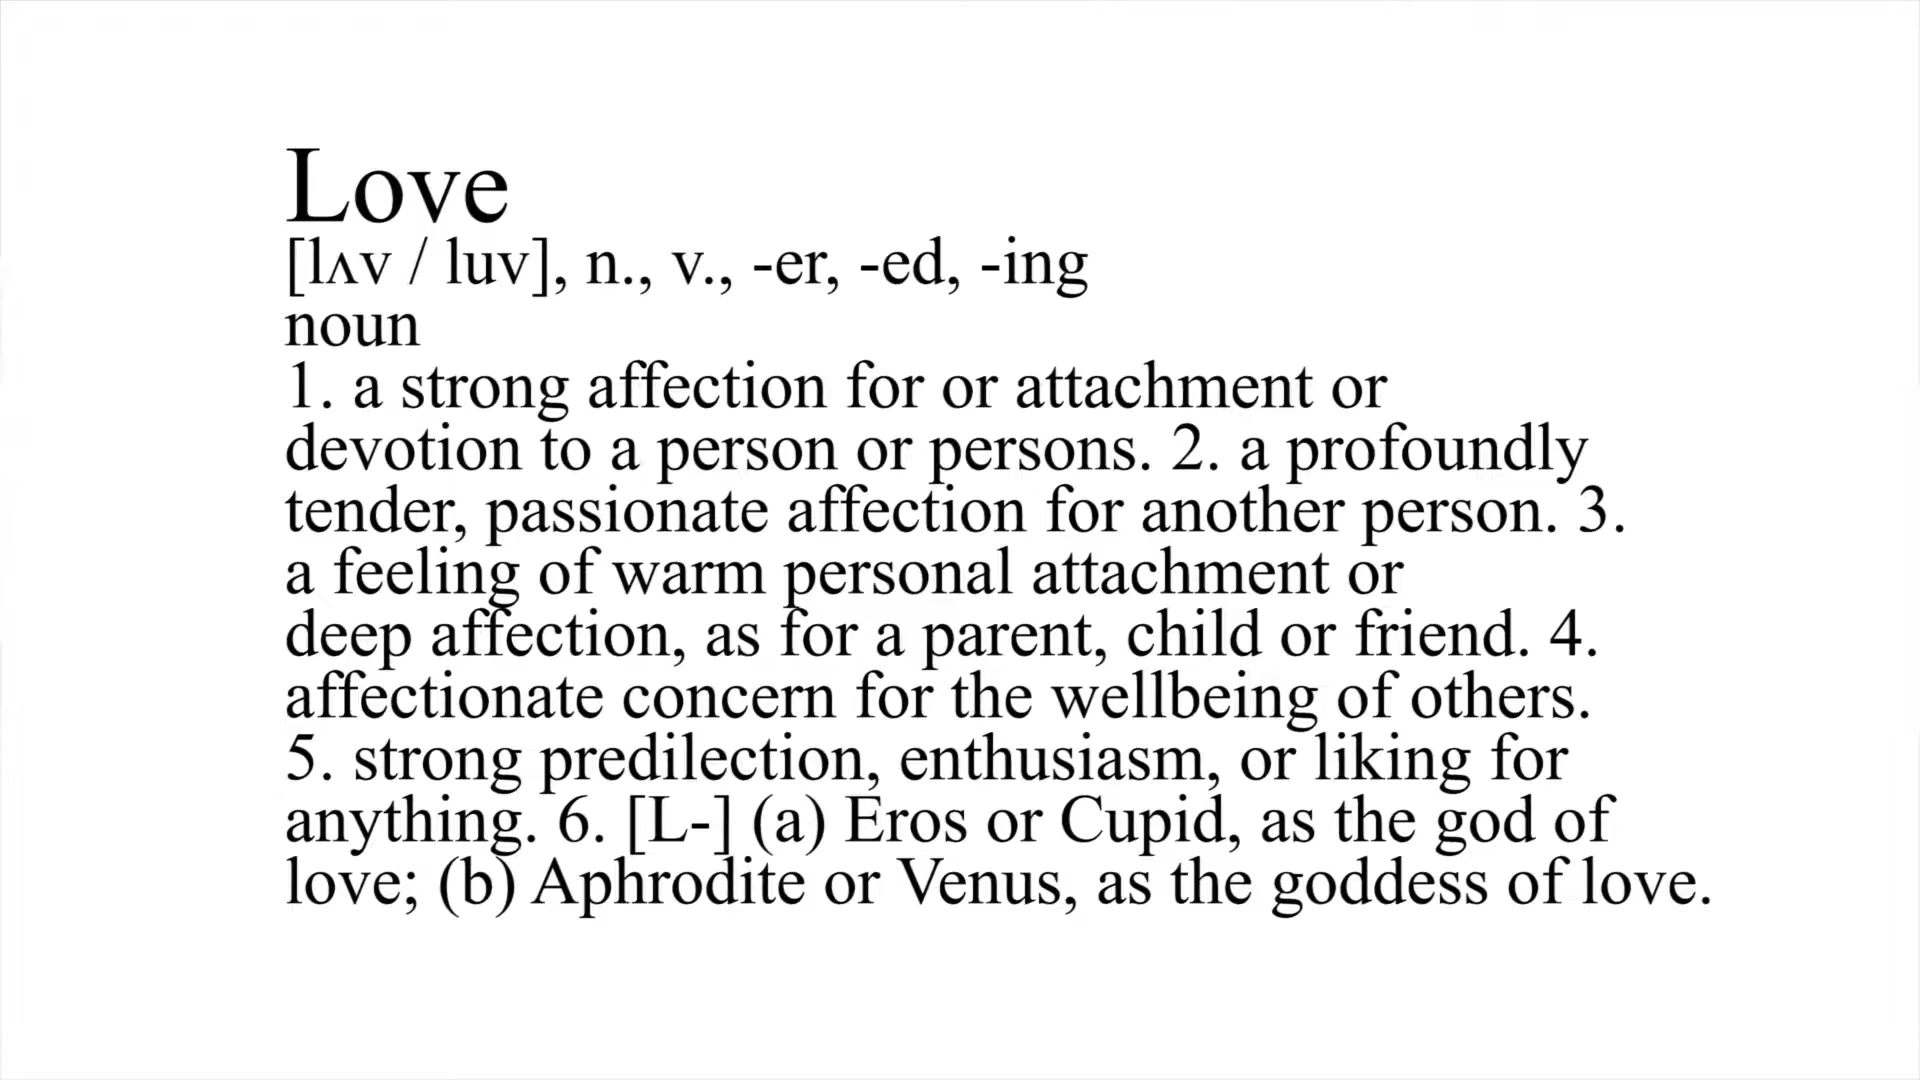 Love
[lʌv / luv], n., v., -er, -ed, -ing
noun
1. a strong affection for or attachment or
devotion to a person or persons. 2. a profoundly
tender, passionate affection for another person. 3.
a feeling of warm personal attachment or
deep affection, as for a parent, child or friend. 4.
affectionate concern for the wellbeing of others.
5. strong predilection, enthusiasm, or liking for
anything. 6. [L-] (a) Eros or Cupid, as the god of
love; (b) Aphrodite or Venus, as the goddess of love.